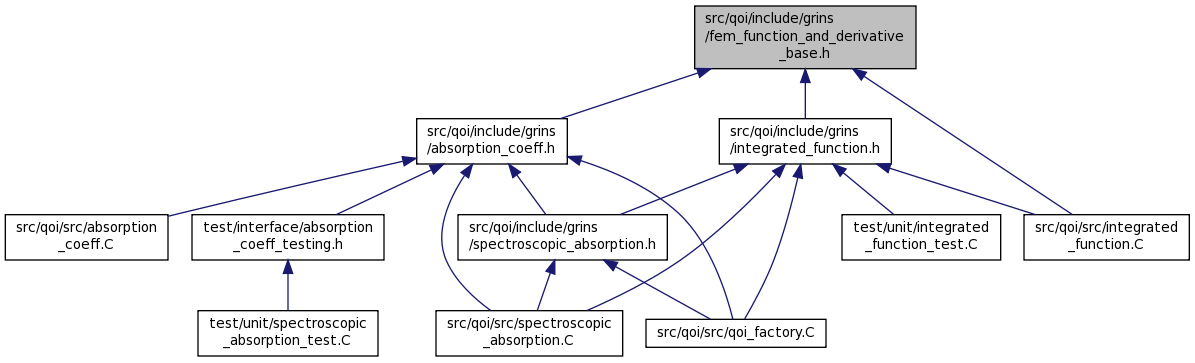 src/qoi/include/grins
/fem_function_and_derivative
_base.h
src/qoi/include/grins
/absorption_coeff.h
src/qoi/include/grins
/integrated_function.h
src/qoi/src/absorption
_coeff.C
test/interface/absorption
_coeff_testing.h
src/qoi/include/grins
/spectroscopic_absorption.h
test/unit/integrated
_function_test.C
src/qoi/src/integrated
_function.C
test/unit/spectroscopic
_absorption_test.C
src/qoi/src/spectroscopic
_absorption.C
src/qoi/src/qoi_factory.C